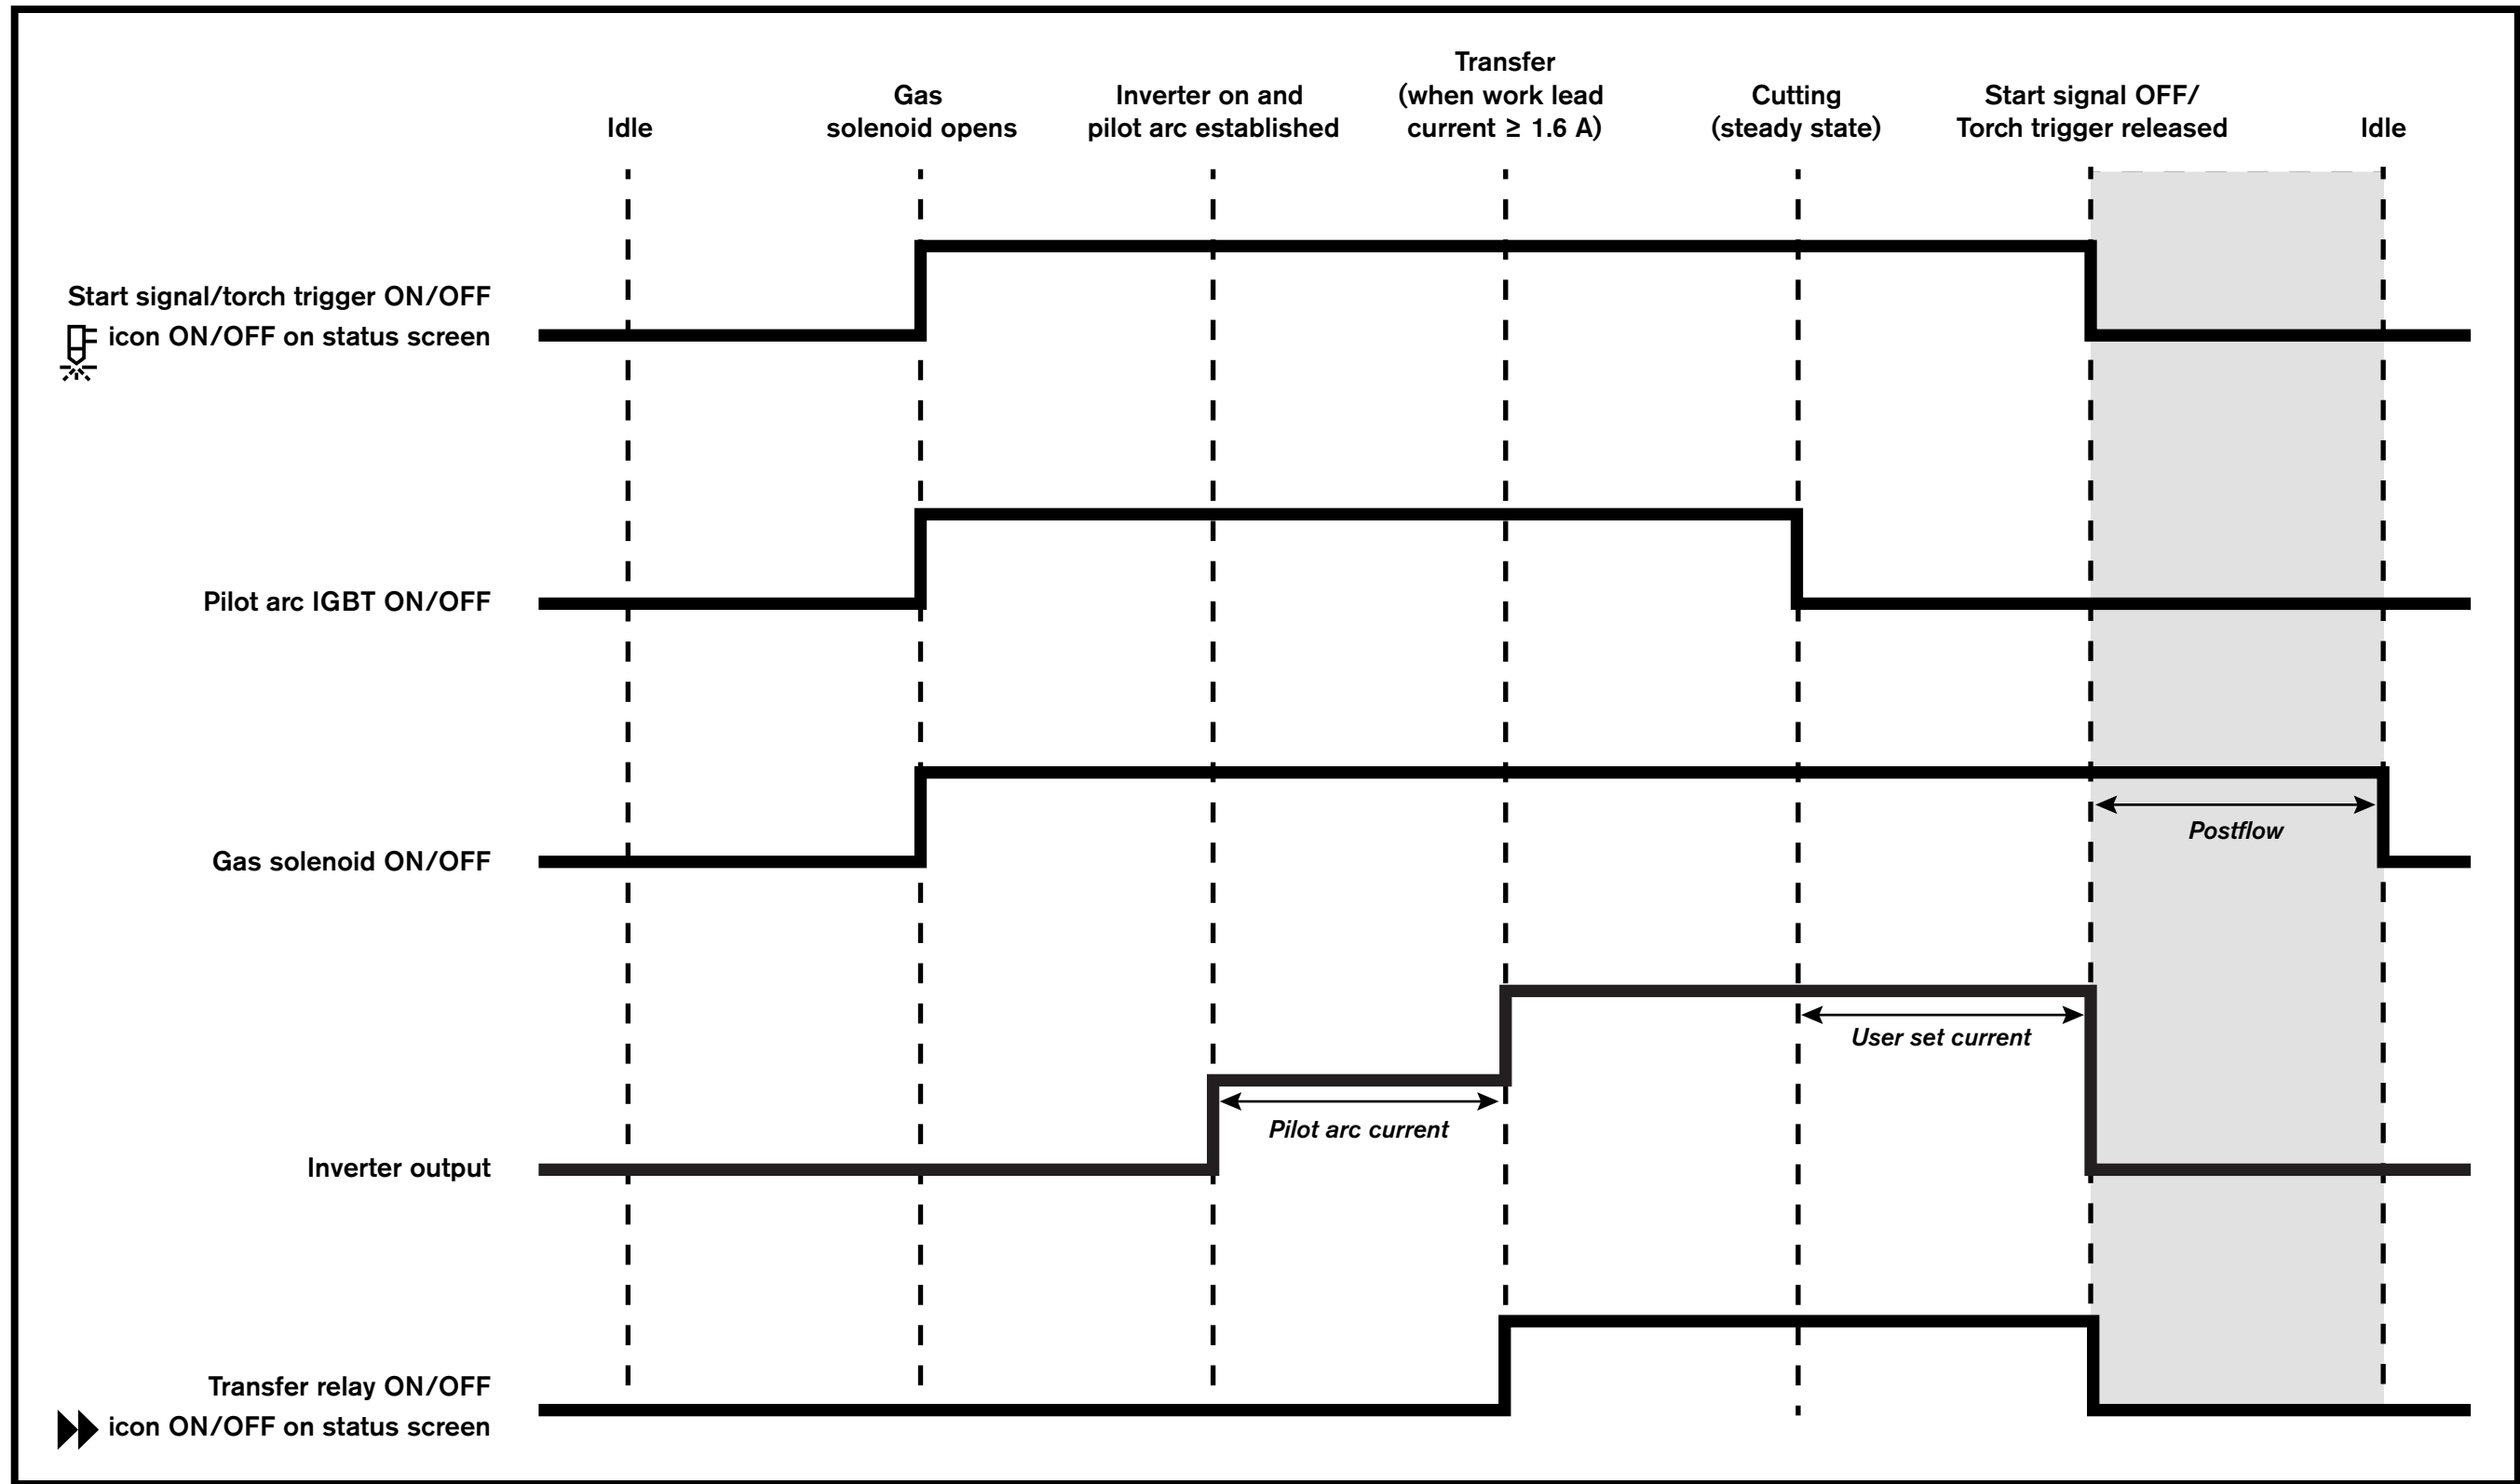 Idle
Gas
solenoid opens
Inverter on and
pilot arc established
Transfer
(when work lead
current ≥ 1.6 A)
Cutting
(steady state)
Start signal OFF/
Torch trigger released
Idle
Start signal/torch trigger ON/OFF
icon ON/OFF on status screen
Pilot arc IGBT ON/OFF
Gas solenoid ON/OFF
Postflow
User set current
Pilot arc current
Inverter output
Transfer relay ON/OFF
icon ON/OFF on status screen